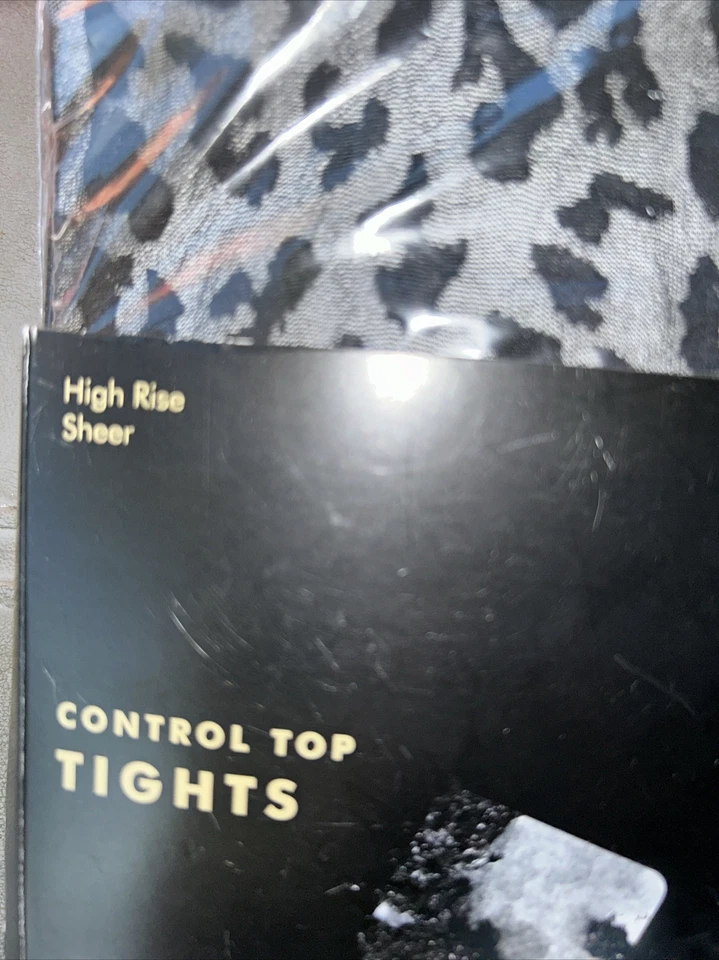 High Rise
Sheer
CONTROL TOP
TIGHTS